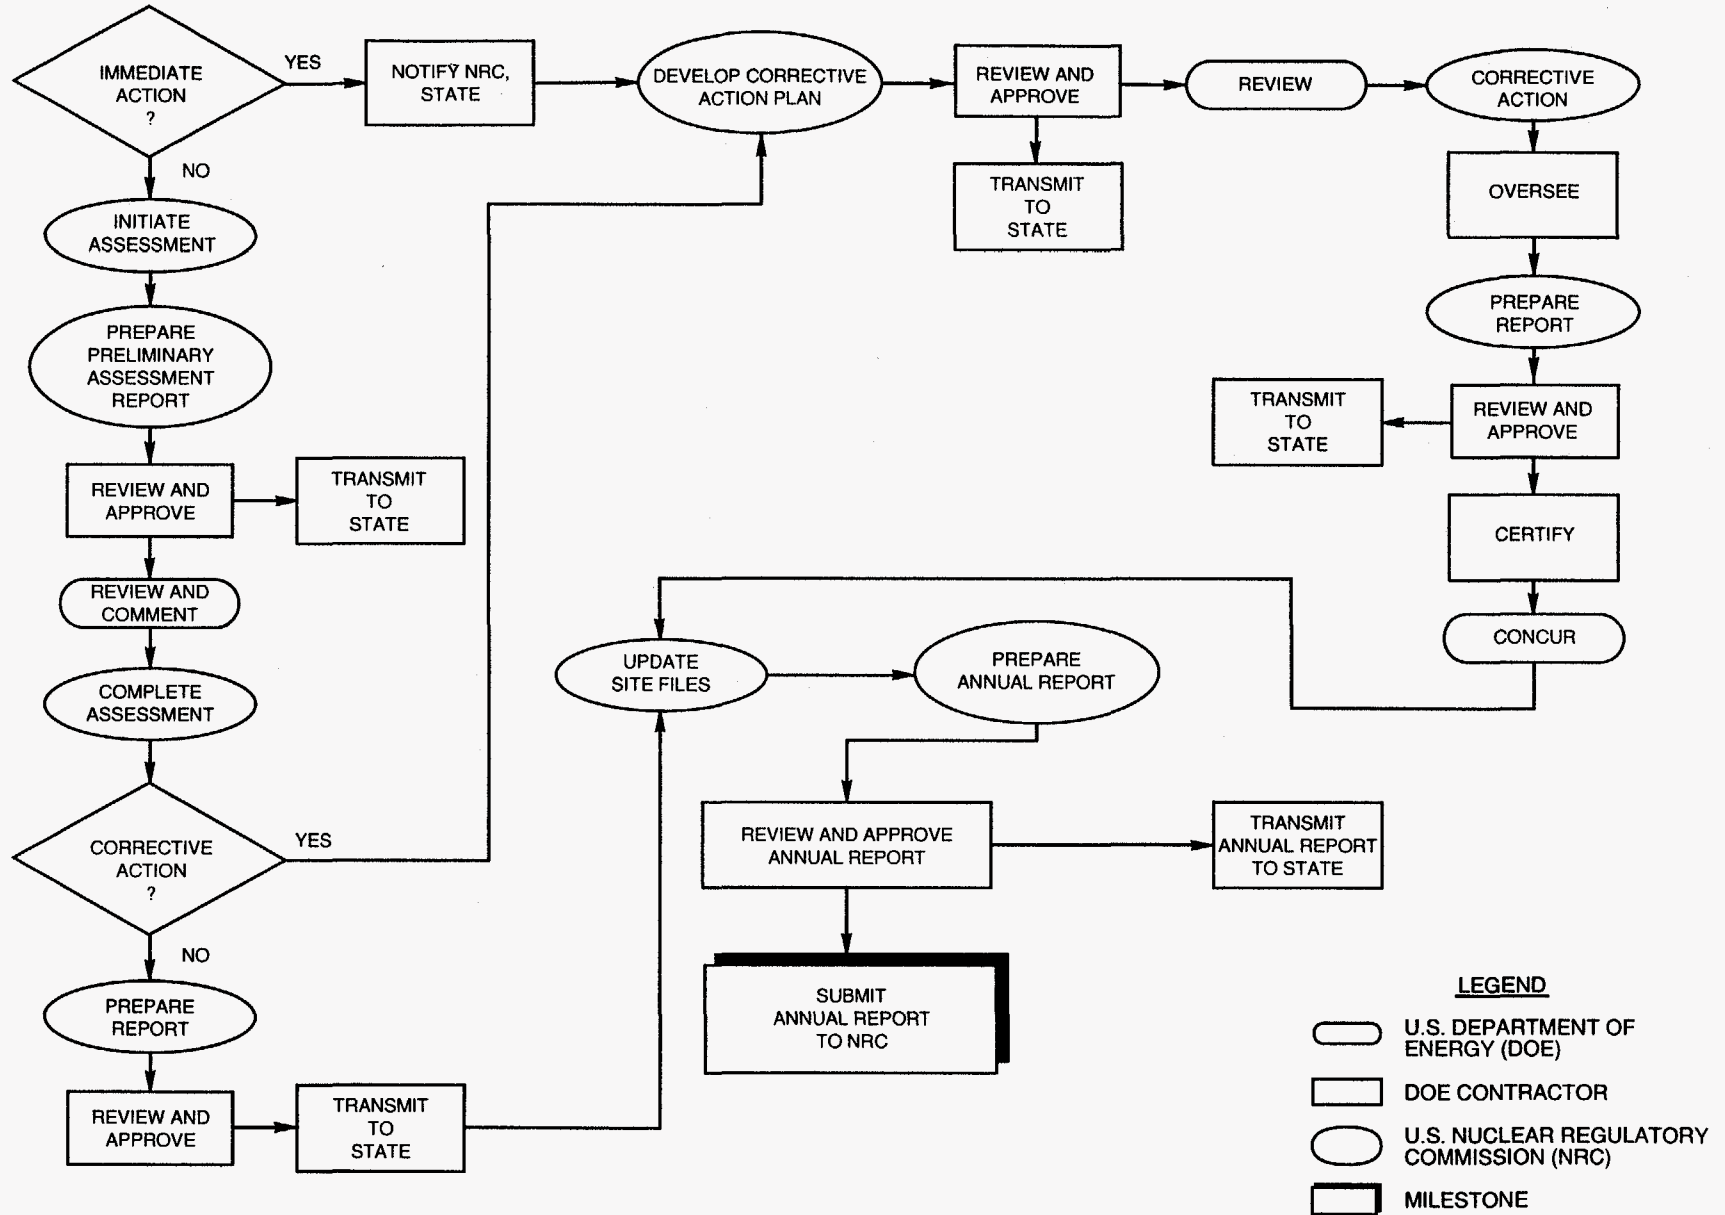 IMMEDIATE
ACTION
?
YES
NOTIFY NRC,
STATE
DEVELOP CORRECTIVE
ACTION PLAN
REVIEW AND
APPROVE
REVIEW
CORRECTIVE
ACTION
NO
TRANSMIT
TO
STATE
OVERSEE
INITIATE
ASSESSMENT
PREPARE
REPORT
PREPARE
PRELIMINARY
ASSESSMENT
REPORT
TRANSMIT
TO
STATE
REVIEW AND
APPROVE
REVIEW AND
APPROVE
TRANSMIT
TO
STATE
CERTIFY
REVIEW AND
COMMENT
CONCUR
COMPLETE
ASSESSMENT
UPDATE
SITE FILES
PREPARE
ANNUAL REPORT
CORRECTIVE
ACTION
?
YES
REVIEW AND APPROVE
ANNUAL REPORT
TRANSMIT
ANNUAL REPORT
TO STATE
NO
PREPARE
REPORT
SUBMIT
ANNUAL REPORT
TO NRC
REVIEW AND
APPROVE
TRANSMIT
TO
STATE
LEGEND
U.S. DEPARTMENT OF
ENERGY (DOE)
DOE CONTRACTOR
U.S. NUCLEAR REGULATORY
COMMISSION (NRC)
MILESTONE